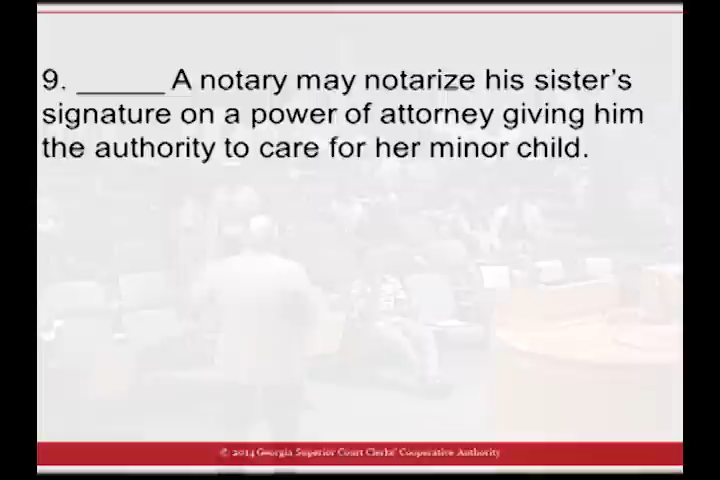 9. ______ A notary may notarize his sister's
signature on a power of attorney giving him
the authority to care for her minor child.
© 2014 Georgia Superior Court Clerks' Cooperative Authority